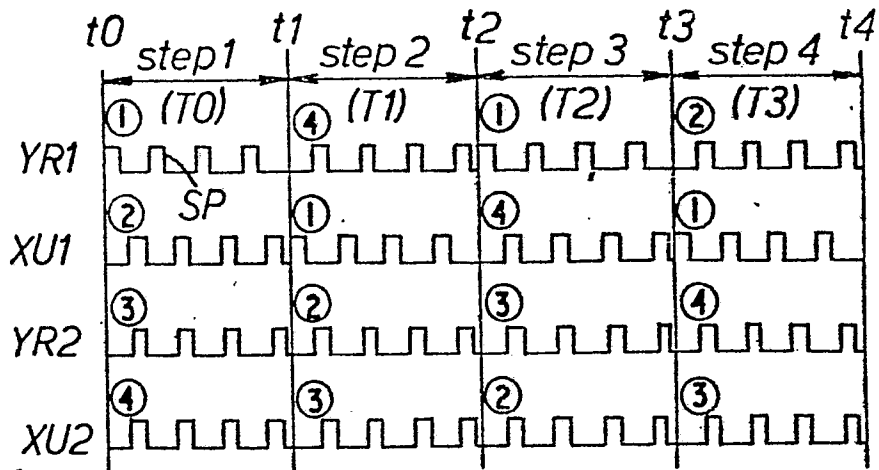 t0 t1 t2 t3 t4
step1 step 2 step 3 step 4
① (T0) ④ (T1) ① (T2) ② (T3)
YR1
SP
② ① ④ ①
XU1
③ ② ③ ④
YR2
④ ③ ② ③
XU2